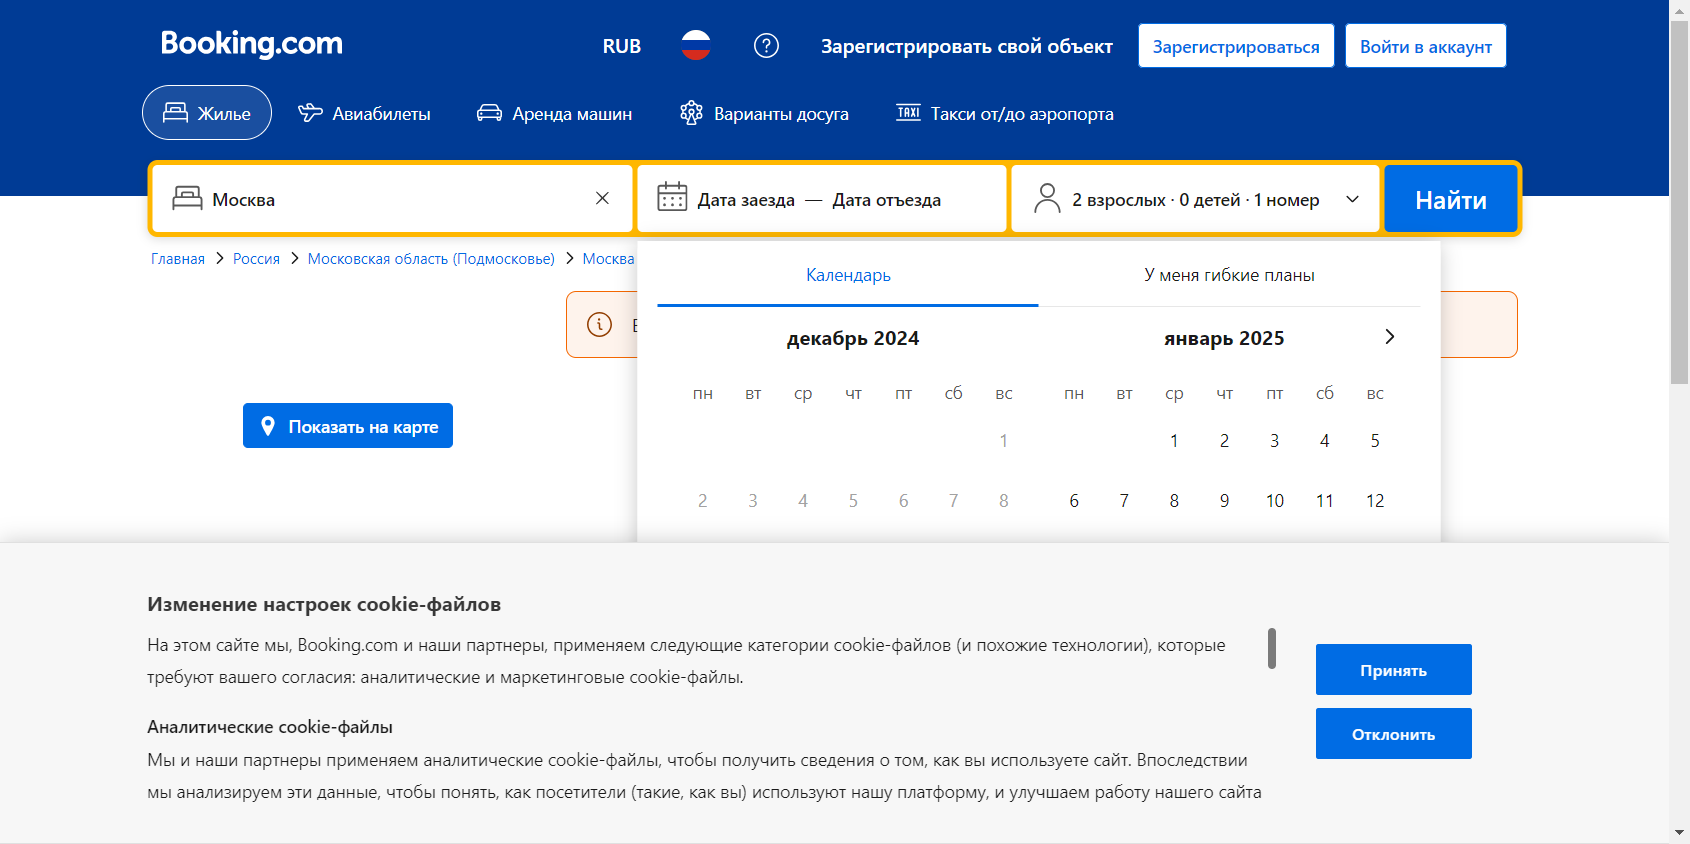 Booking.com
RUB
Зарегистрировать свой объект
Зарегистрироваться
Войти в аккаунт
Жилье
Авиабилеты
Аренда машин
Варианты досуга
TAXI
Такси от/до аэропорта
Москва
Дата заезда — Дата отъезда
2 взрослых · 0 детей · 1 номер
Найти
Главная > Россия > Московская область (Подмосковье) > Москва
Календарь
У меня гибкие планы
декабрь 2024
пн вт ср чт пт сб вс
1
2 3 4 5 6 7 8
январь 2025
пн вт ср чт пт сб вс
1 2 3 4 5
6 7 8 9 10 11 12
Показать на карте
Изменение настроек cookie-файлов
На этом сайте мы, Booking.com и наши партнеры, применяем следующие категории cookie-файлов (и похожие технологии), которые
требуют вашего согласия: аналитические и маркетинговые cookie-файлы.
Аналитические cookie-файлы
Мы и наши партнеры применяем аналитические cookie-файлы, чтобы получить сведения о том, как вы используете сайт. Впоследствии
мы анализируем эти данные, чтобы понять, как посетители (такие, как вы) используют нашу платформу, и улучшаем работу нашего сайта
Принять
Отклонить